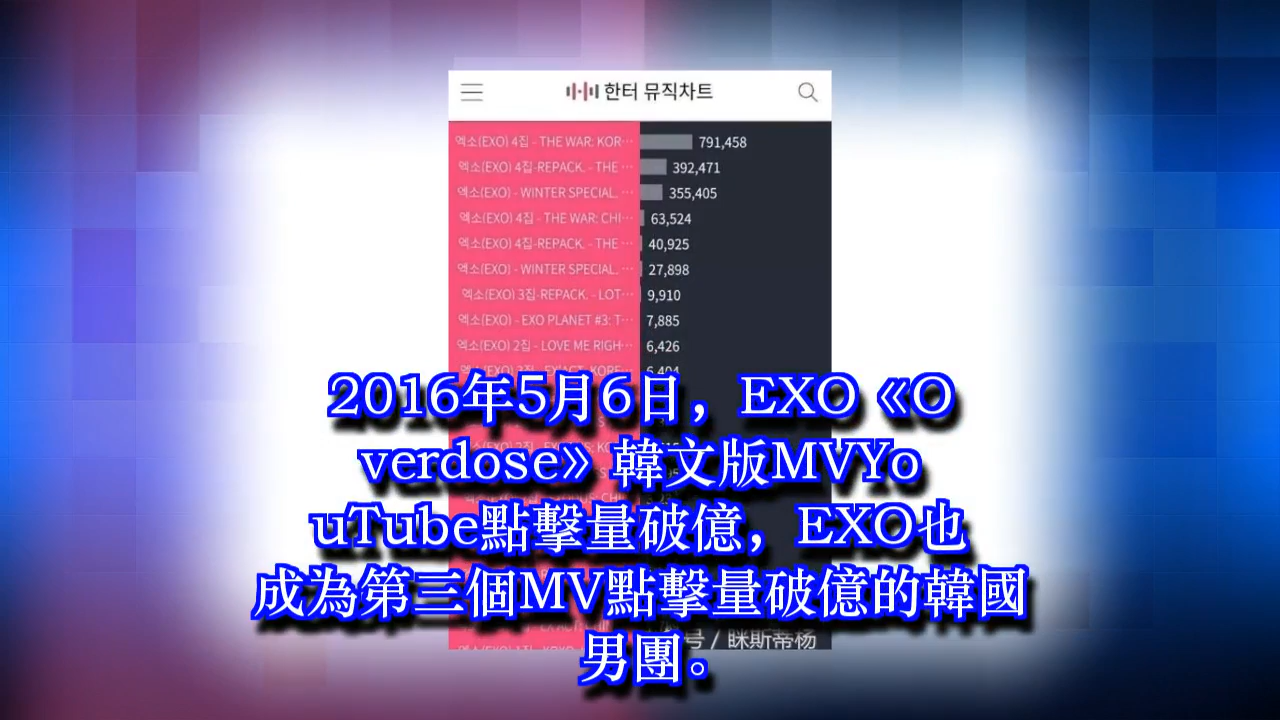 한터 뮤직차트
엑소(EXO) 4집 - THE WAR: KOR… 791,458
엑소(EXO) 4집-REPACK. - THE … 392,471
엑소(EXO) - WINTER SPECIAL. … 355,405
엑소(EXO) 4집 - THE WAR: CHI… 63,524
엑소(EXO) 4집-REPACK. - THE … 40,925
엑소(EXO) - WINTER SPECIAL. … 27,898
엑소(EXO) 3집-REPACK. - LOT… 9,910
엑소(EXO) - EXO PLANET #3: T… 7,885
엑소(EXO) 2집 - LOVE ME RIGH… 6,426
2016年5月6日，EXO《O
verdose》韓文版MVYo
uTube點擊量破億，EXO也
成為第三個MV點擊量破億的韓國
男團。
号 / 眯斯蒂杨